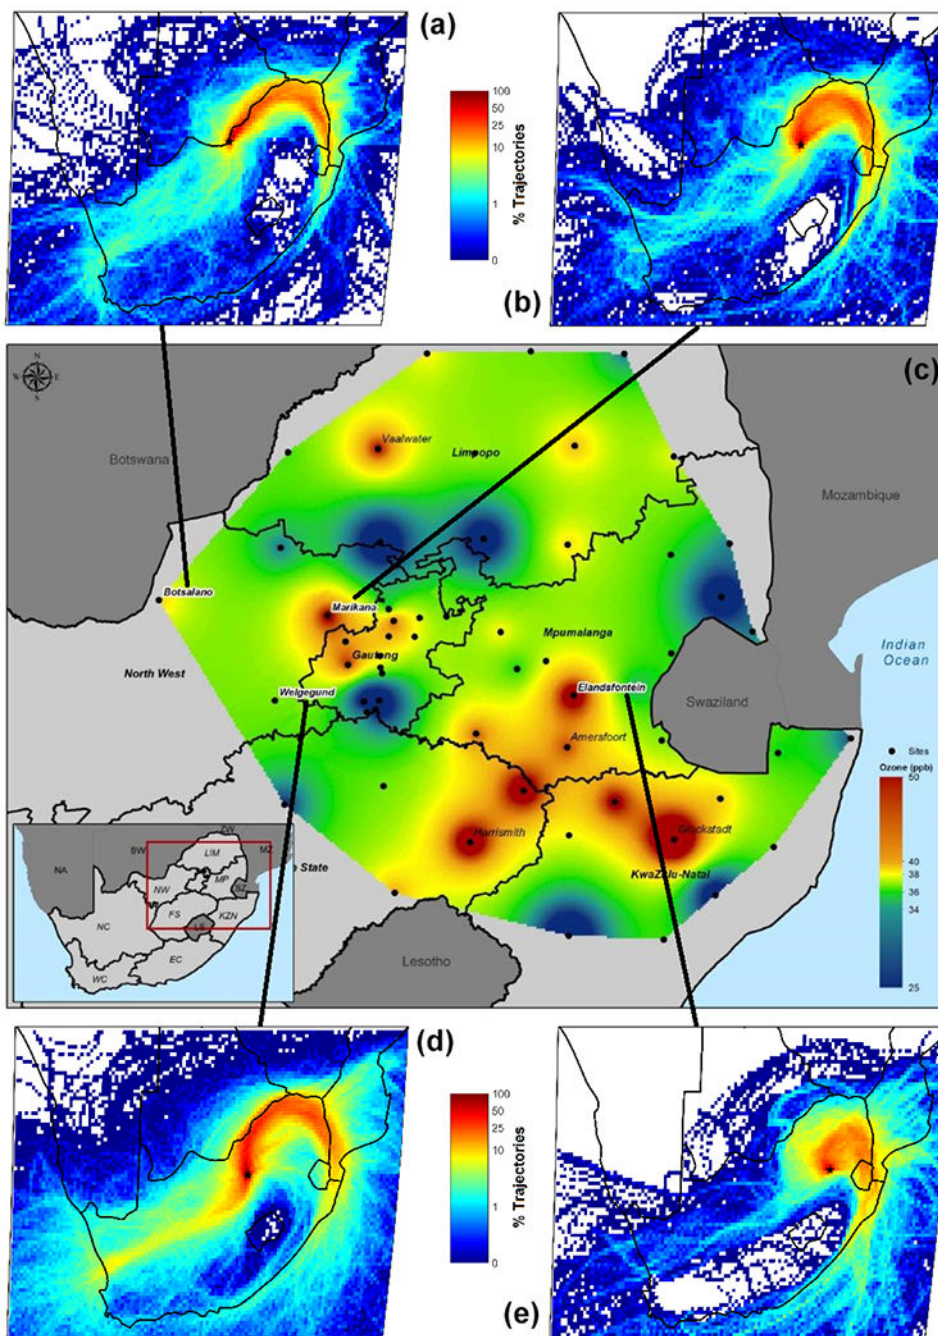 (a)
100
50
25
10
1
0
% Trajectories
(b)
(c)
N
W E
S
Botswana
Vaalwater
Limpopo
Mozambique
Botsalano
Marikana
Mpumalanga
Indian
Ocean
North West
Gauteng
Welgegund
Elandsfontein
Swaziland
Amersfoort
Sites
Ozone (ppb)
50
40
38
36
34
25
Harrismith
Gluckstadt
KwaZulu-Natal
e State
Lesotho
ZW
BW
LIM
MZ
NA
NW
MP
SZ
FS
KZN
NC
LS
EC
WC
(d)
100
50
25
10
1
0
% Trajectories
(e)